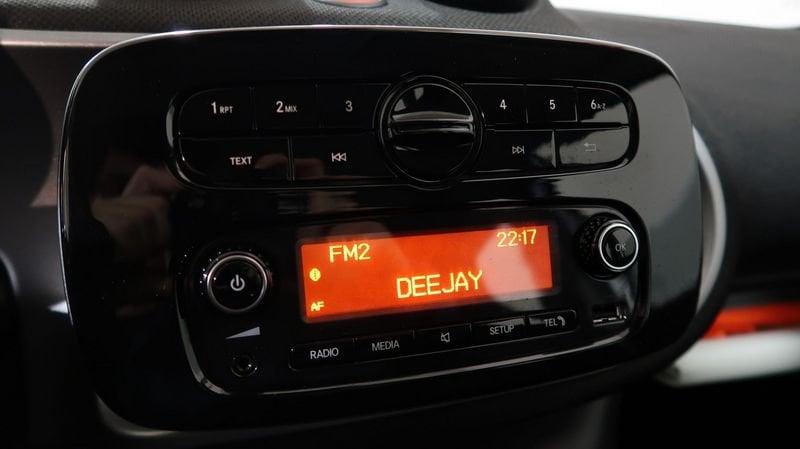 1 RPT 2 MIX 3 4 5 6 A-Z
TEXT
FM2 22:17
i
DEEJAY
AF
OK
RADIO MEDIA SETUP TEL